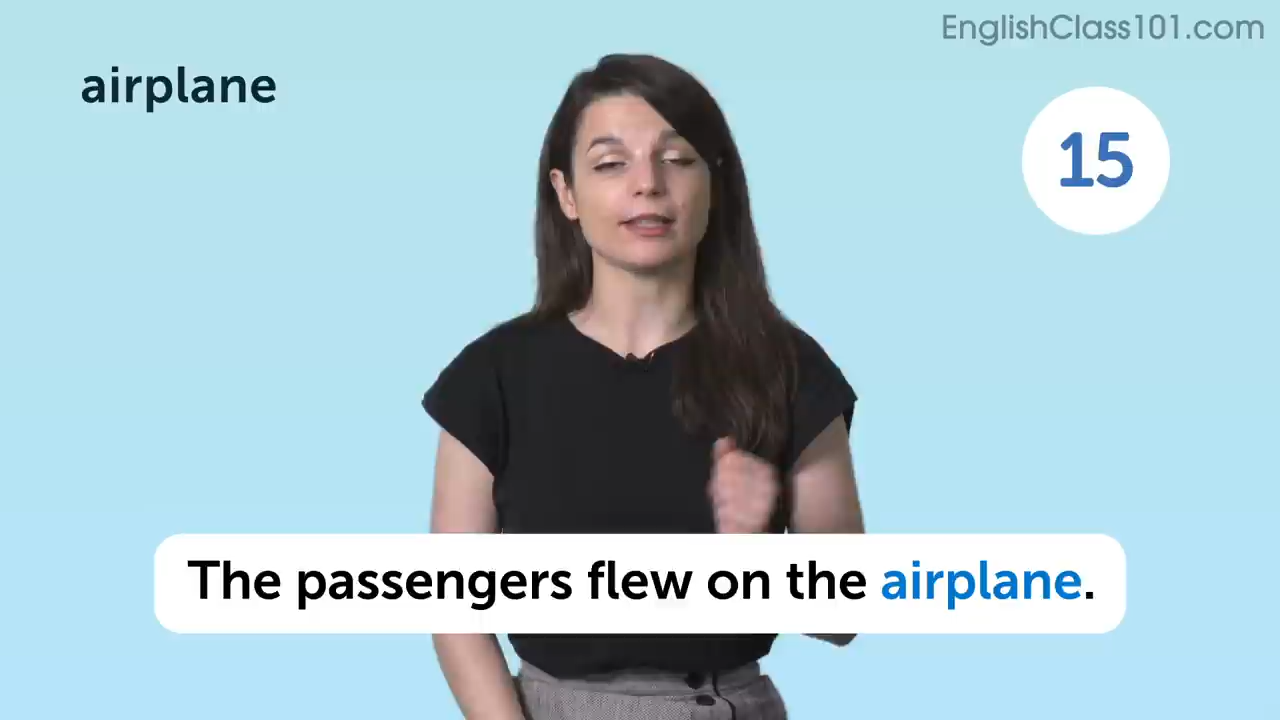 EnglishClass101.com
airplane
15
The passengers flew on the airplane.